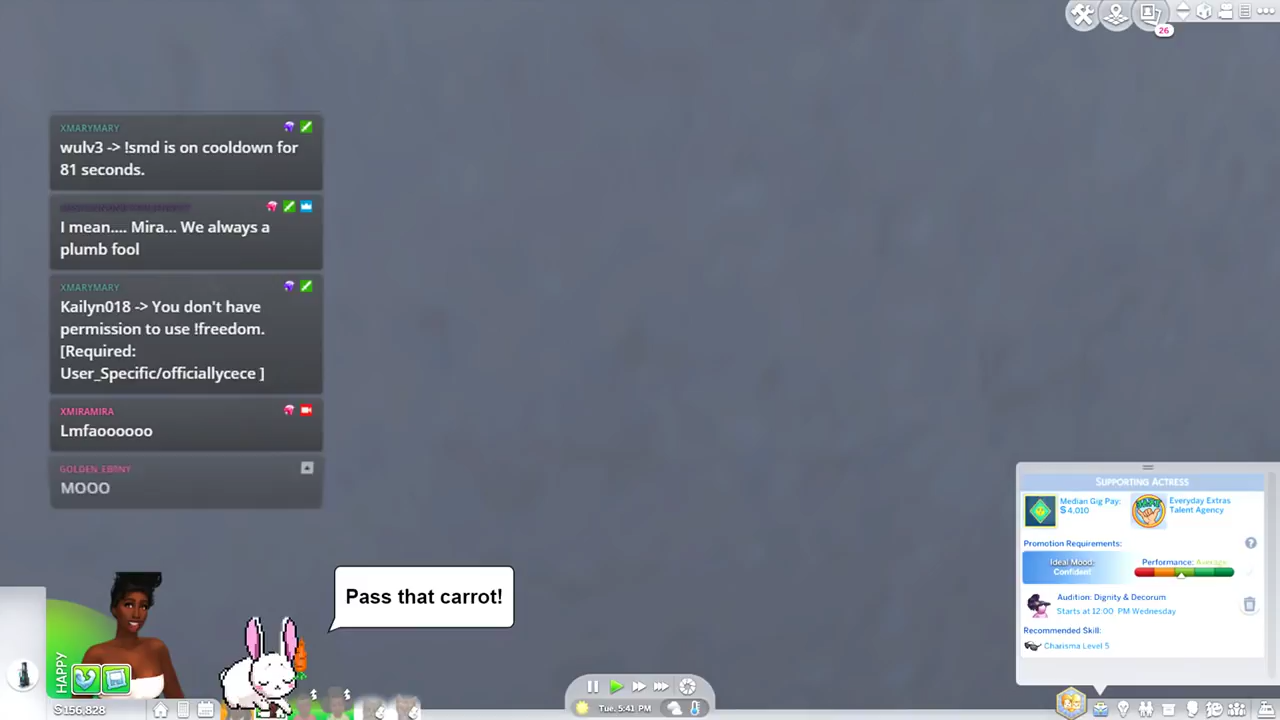 26
XMARYMARY
wulv3 -> !smd is on cooldown for
81 seconds.
I mean.... Mira... We always a
plumb fool
XMARYMARY
Kailyn018 -> You don't have
permission to use !freedom.
[Required:
User_Specific/officiallycece ]
XMIRAMIRA
Lmfaoooooo
GOLDEN_EB0NY
MOOO
Pass that carrot!
HAPPY
$156,828
Tue. 5:41 PM
Supporting Actress
Median Gig Pay:
$4,010
Everyday Extras
Talent Agency
Promotion Requirements:
?
Ideal Mood:
Confident
Performance: Average
Audition: Dignity & Decorum
Starts at 12:00 PM Wednesday
Recommended Skill:
Charisma Level 5